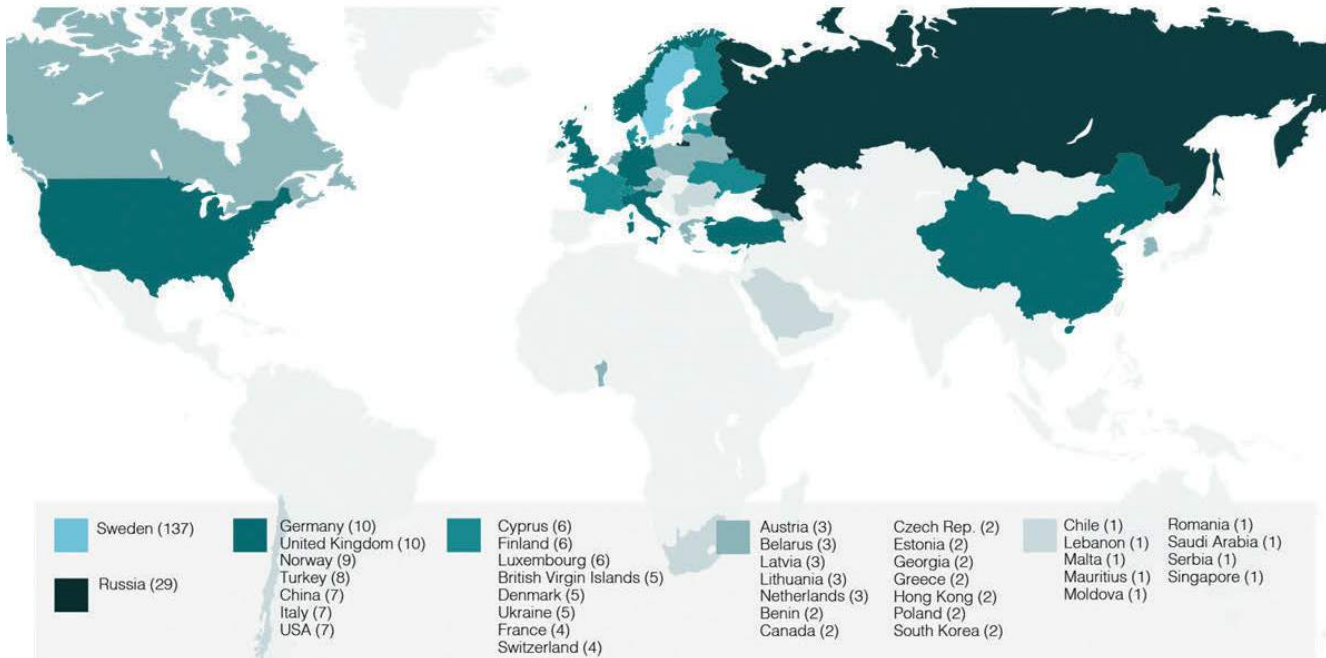 Sweden (137)
Russia (29)
Germany (10)
United Kingdom (10)
Norway (9)
Turkey (8)
China (7)
Italy (7)
USA (7)
Cyprus (6)
Finland (6)
Luxembourg (6)
British Virgin Islands (5)
Denmark (5)
Ukraine (5)
France (4)
Switzerland (4)
Austria (3)
Belarus (3)
Latvia (3)
Lithuania (3)
Netherlands (3)
Benin (2)
Canada (2)
Czech Rep. (2)
Estonia (2)
Georgia (2)
Greece (2)
Hong Kong (2)
Poland (2)
South Korea (2)
Chile (1)
Lebanon (1)
Malta (1)
Mauritius (1)
Moldova (1)
Romania (1)
Saudi Arabia (1)
Serbia (1)
Singapore (1)